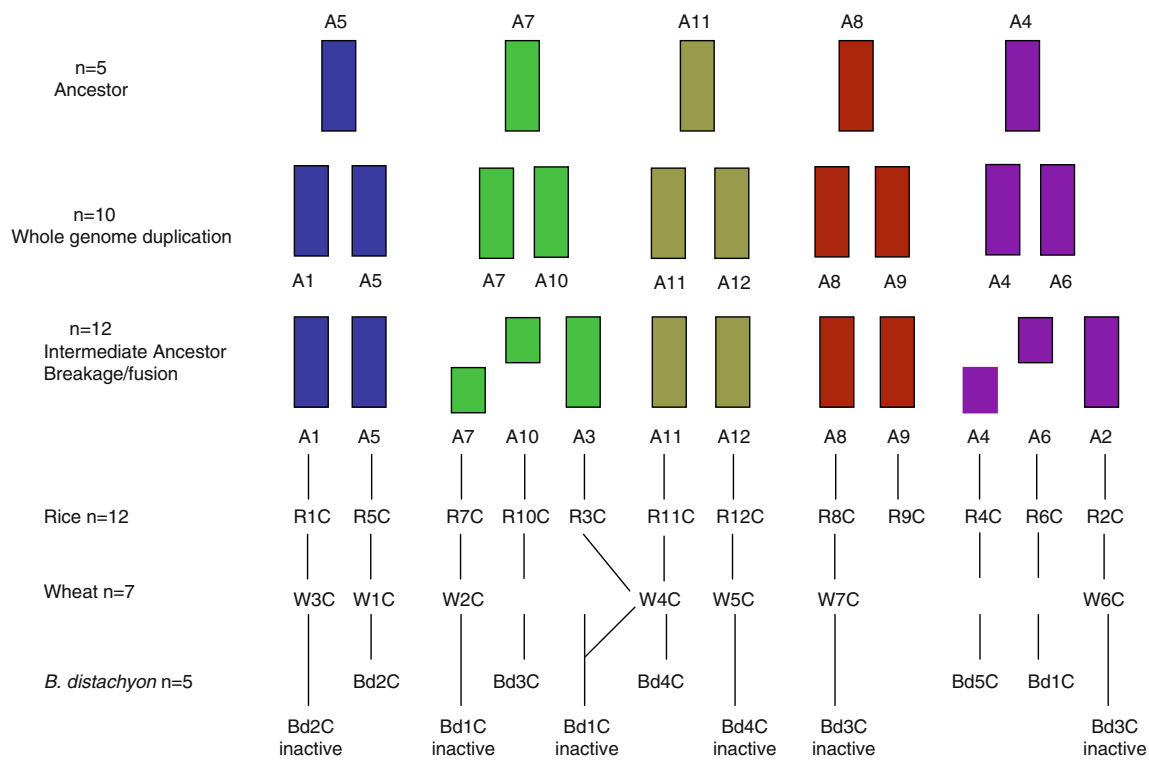 A5 A7 A11 A8 A4
n=5
Ancestor
n=10
Whole genome duplication
A1 A5 A7 A10 A11 A12 A8 A9 A4 A6
n=12
Intermediate Ancestor
Breakage/fusion
A1 A5 A7 A10 A3 A11 A12 A8 A9 A4 A6 A2
Rice n=12 R1C R5C R7C R10C R3C R11C R12C R8C R9C R4C R6C R2C
Wheat n=7 W3C W1C W2C W4C W5C W7C W6C
B. distachyon n=5 Bd2C Bd3C Bd4C Bd5C Bd1C
Bd2C Bd1C Bd1C Bd4C Bd3C Bd3C
inactive inactive inactive inactive inactive inactive